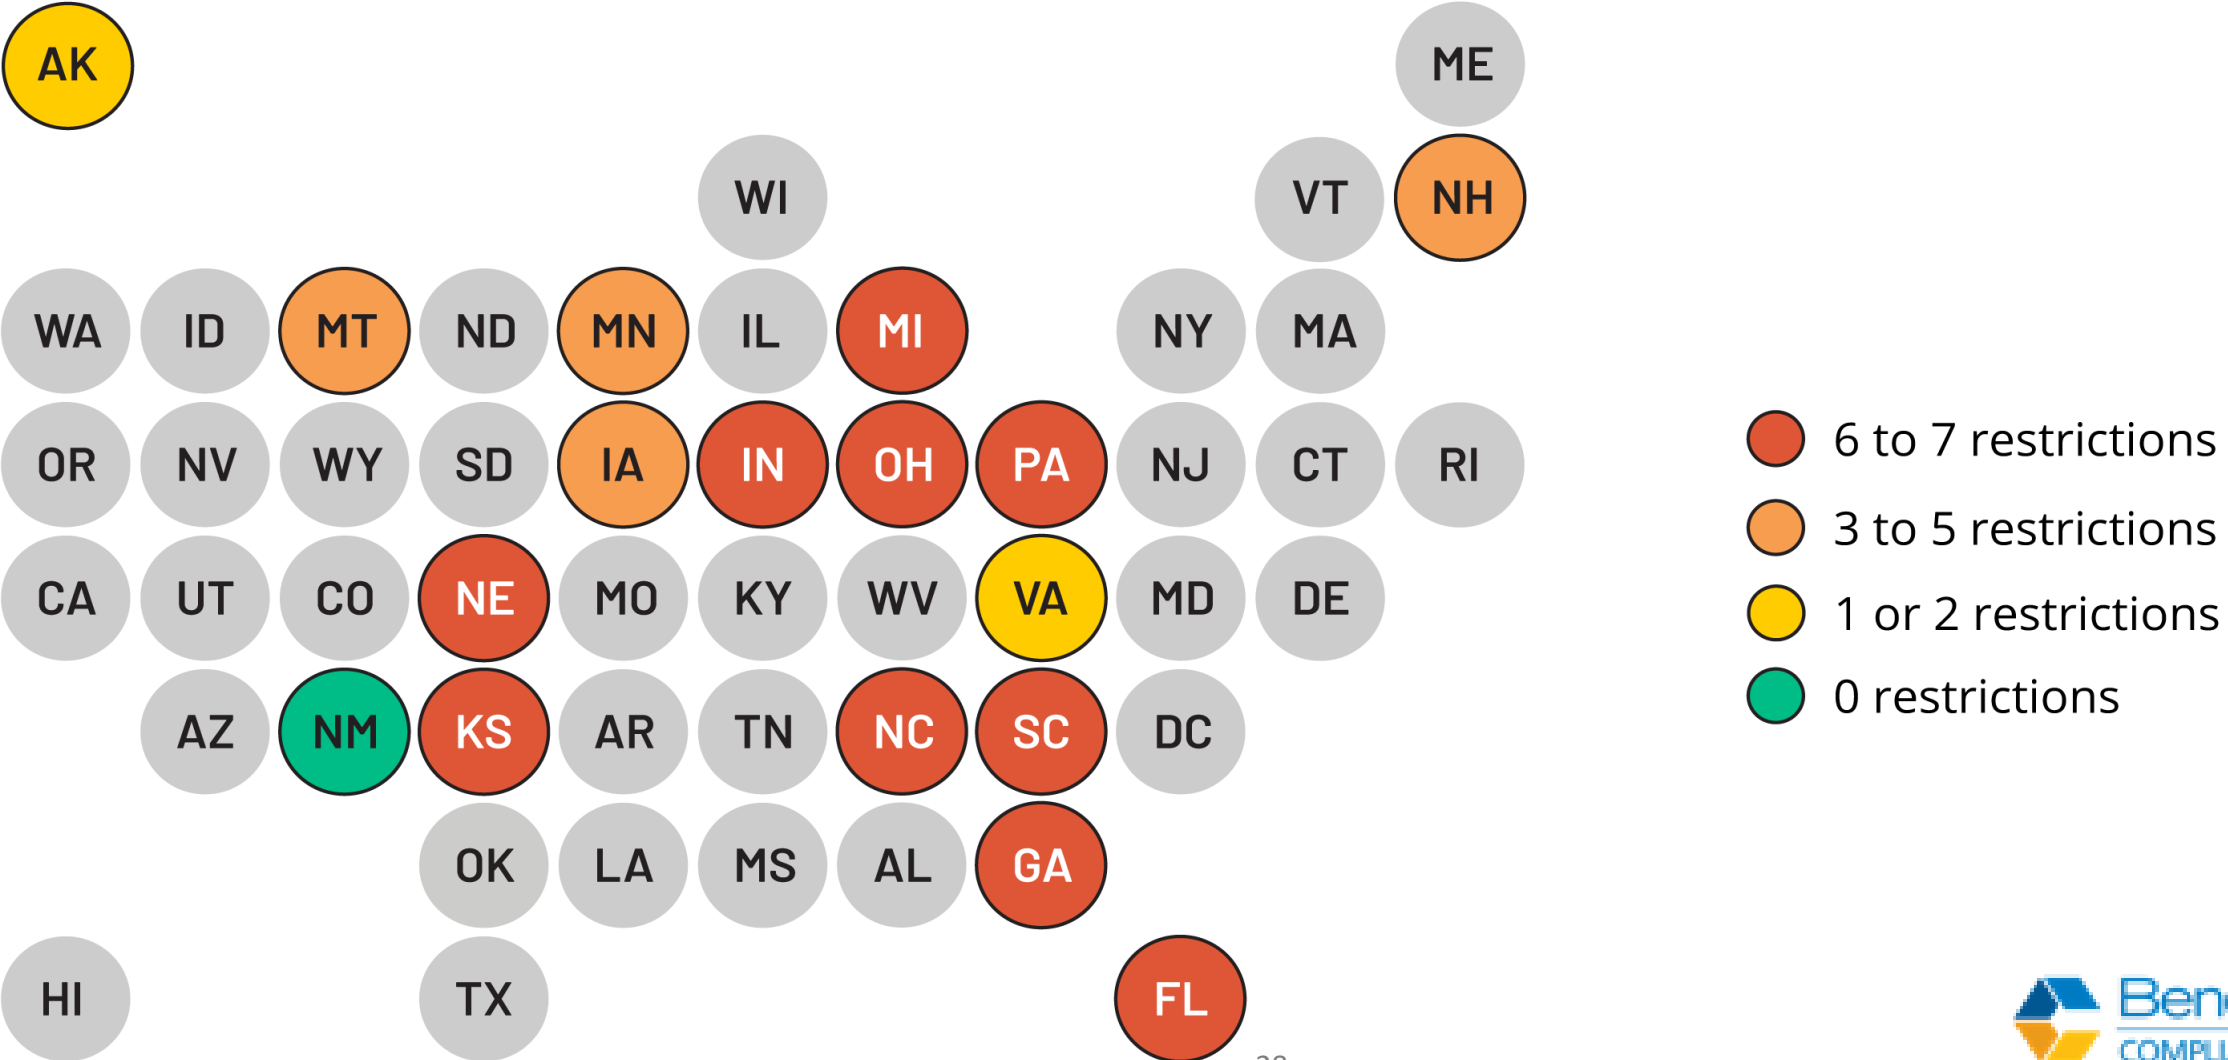 AK
ME
WI
VT
NH
WA
ID
MT
ND
MN
IL
MI
NY
MA
OR
NV
WY
SD
IA
IN
OH
PA
NJ
CT
RI
CA
UT
CO
NE
MO
KY
WV
VA
MD
DE
AZ
NM
KS
AR
TN
NC
SC
DC
OK
LA
MS
AL
GA
HI
TX
FL
6 to 7 restrictions
3 to 5 restrictions
1 or 2 restrictions
0 restrictions